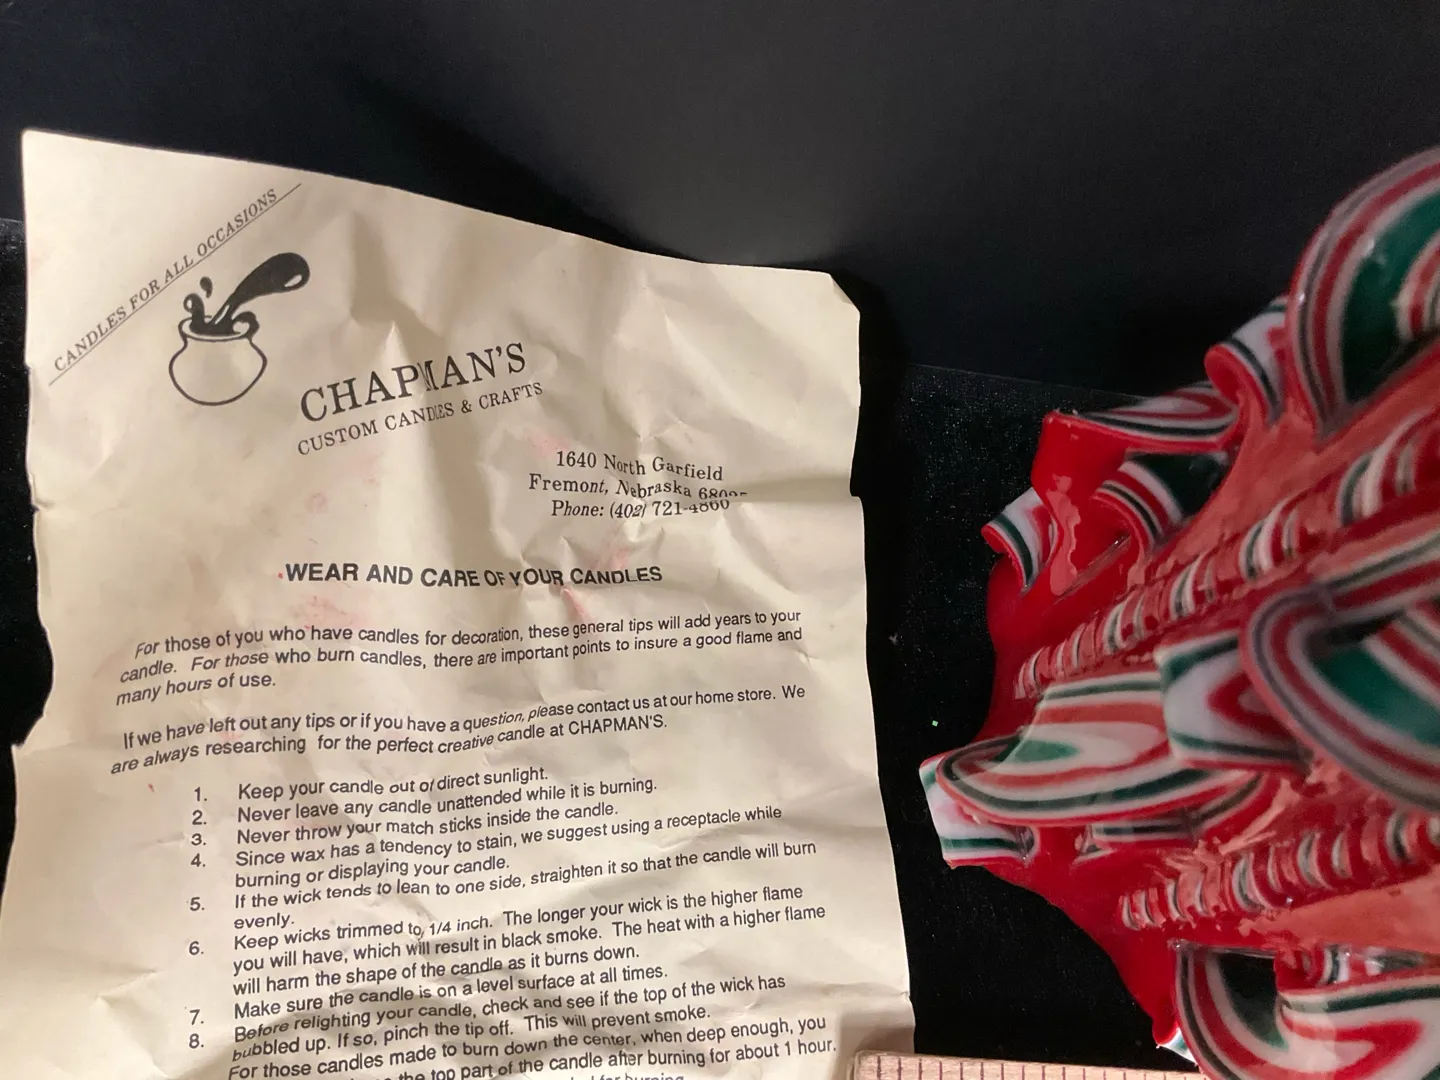 CANDLES FOR ALL OCCASIONS
CHAPMAN'S
CUSTOM CANDLES & CRAFTS
1640 North Garfield
Fremont, Nebraska
Phone: (402) 721-4860
WEAR AND CARE OF YOUR CANDLES
For those of you who have candles for decoration, these general tips will add years to your
candle. For those who burn candles, there are important points to insure a good flame and
many hours of use.
If we have left out any tips or if you have a question, please contact us at our home store. We
are always researching for the perfect creative candle at CHAPMAN'S.
1. Keep your candle out of direct sunlight.
2. Never leave any candle unattended while it is burning.
3. Never throw your match sticks inside the candle.
4. Since wax has a tendency to stain, we suggest using a receptacle while
burning or displaying your candle.
5. If the wick tends to lean to one side, straighten it so that the candle will burn
evenly.
6. Keep wicks trimmed to 1/4 inch. The longer your wick is the higher flame
you will have, which will result in black smoke. The heat with a higher flame
will harm the shape of the candle as it burns down.
7. Make sure the candle is on a level surface at all times.
8. Before relighting your candle, check and see if the top of the wick has
bubbled up. If so, pinch the tip off. This will prevent smoke.
For those candles made to burn down the center, when deep enough, you
the top part of the candle after burning for about 1 hour.
for burning